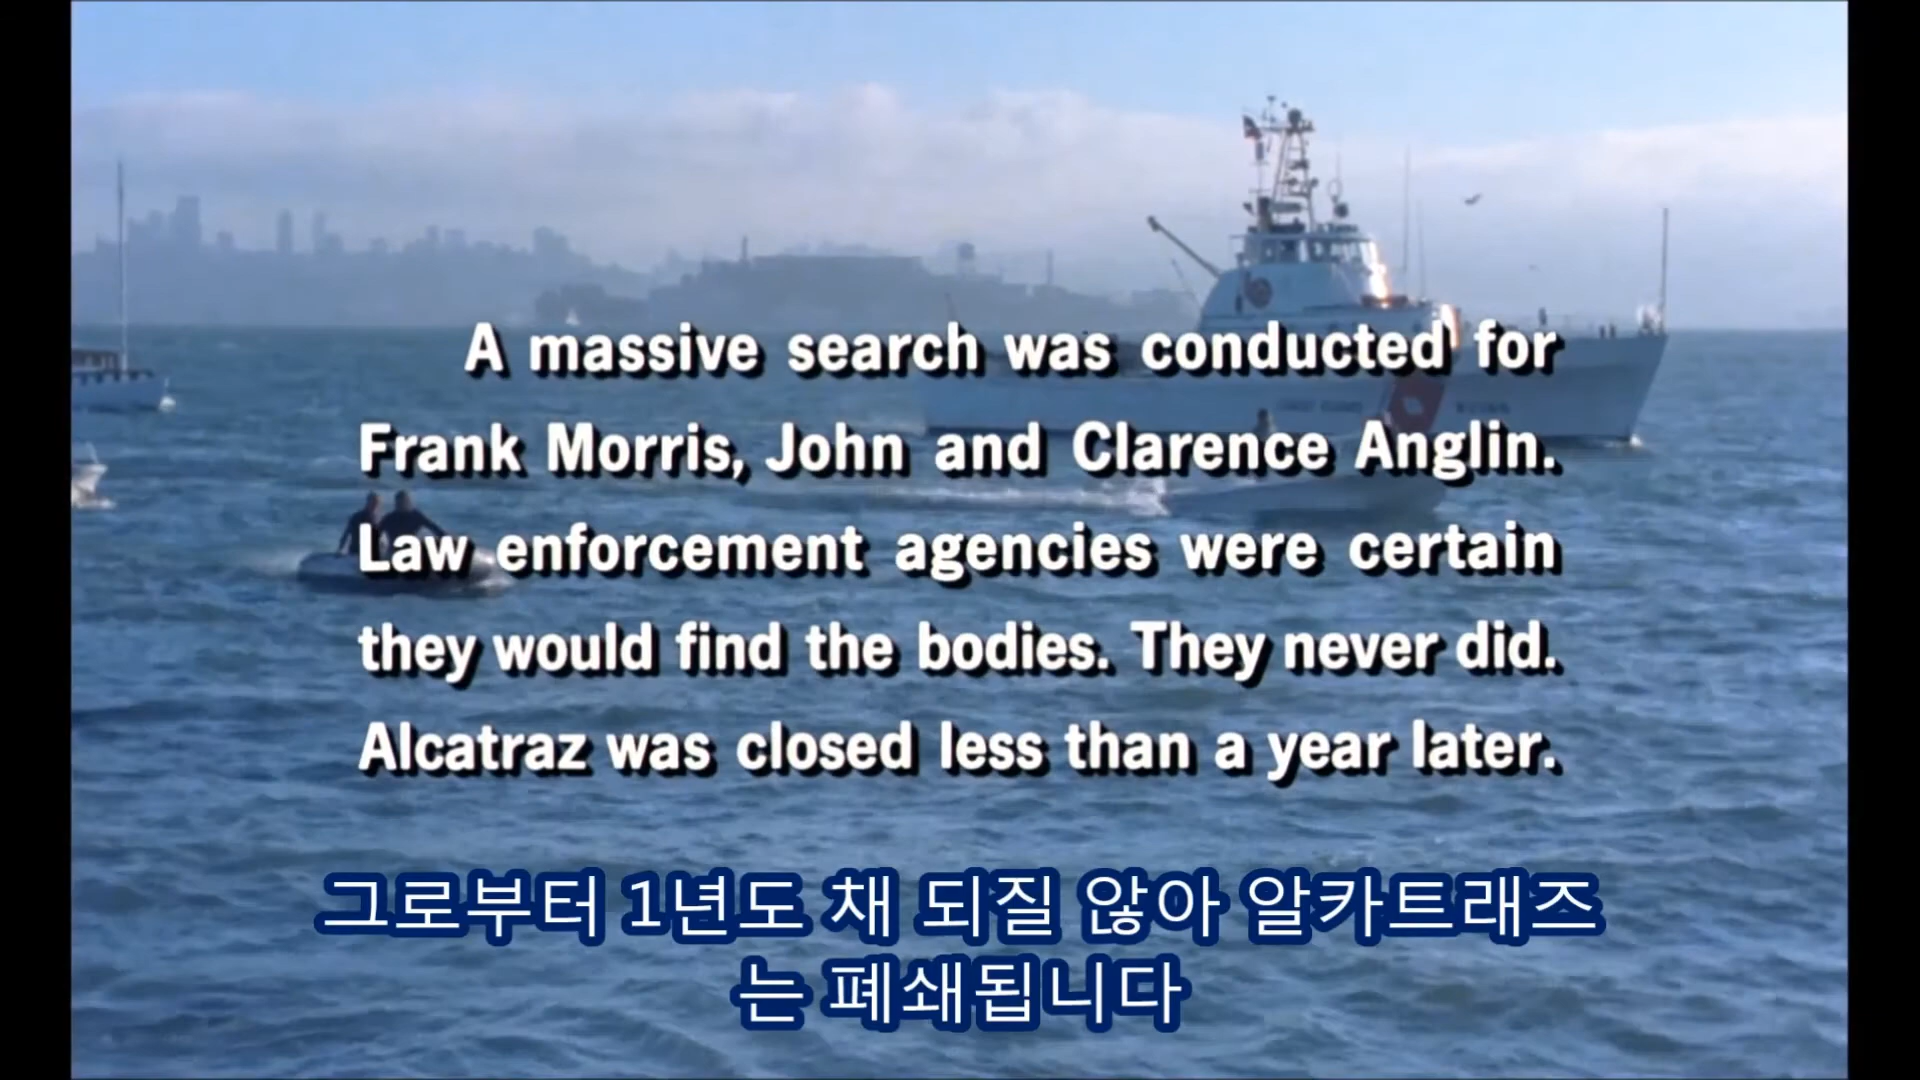 A massive search was conducted for
Frank Morris, John and Clarence Anglin.
Law enforcement agencies were certain
they would find the bodies. They never did.
Alcatraz was closed less than a year later.
그로부터 1년도 채 되질 않아 알카트래즈
는 폐쇄됩니다